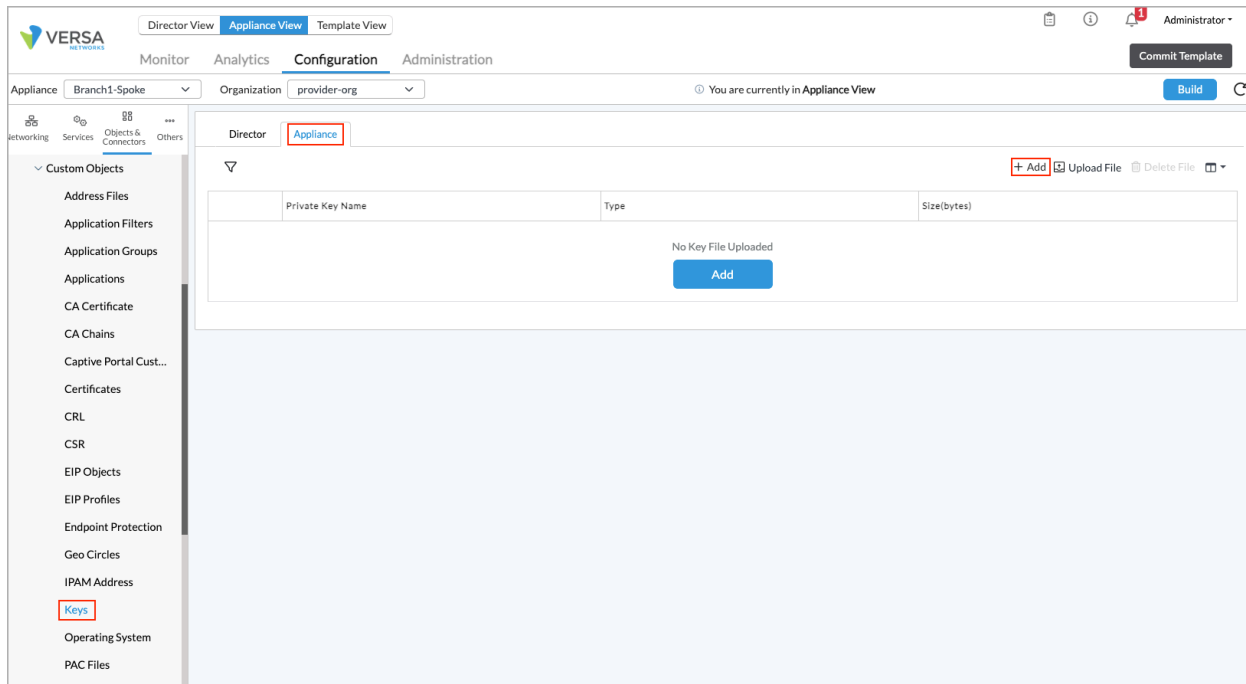 VERSA
NETWORKS
Director View Appliance View Template View
1
Administrator
Monitor Analytics Configuration Administration
Commit Template
Appliance Branch1-Spoke Organization provider-org You are currently in Appliance View Build
Networking Services Objects & Connectors Others
Director Appliance
Custom Objects
+ Add Upload File Delete File
Address Files
Private Key Name Type Size(bytes)
Application Filters
No Key File Uploaded
Application Groups
Add
Applications
CA Certificate
CA Chains
Captive Portal Cust...
Certificates
CRL
CSR
EIP Objects
EIP Profiles
Endpoint Protection
Geo Circles
IPAM Address
Keys
Operating System
PAC Files